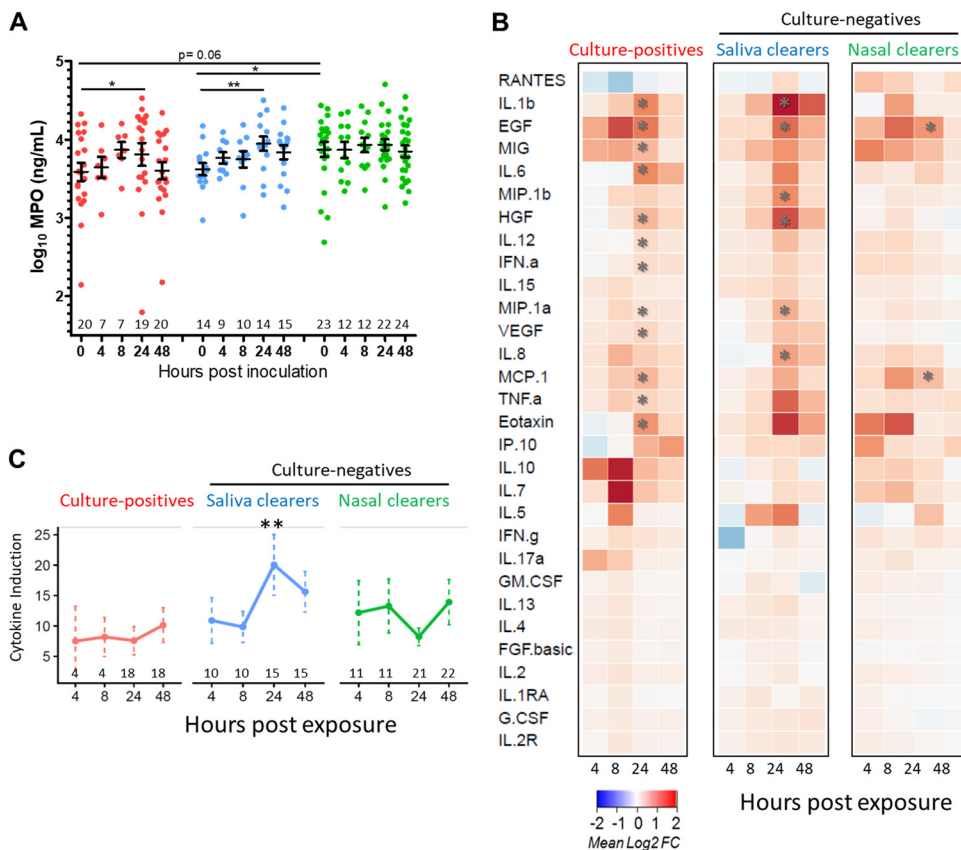 A
p= 0.06
*
*
**
log10 MPO (ng/mL)
5
4
3
2
20 7 7 19 20 14 9 10 14 15 23 12 12 22 24
0 4 8 24 48 0 4 8 24 48 0 4 8 24 48
Hours post inoculation
B
Culture-negatives
Culture-positives Saliva clearers Nasal clearers
RANTES
IL.1b
EGF
MIG
IL.6
MIP.1b
HGF
IL.12
IFN.a
IL.15
MIP.1a
VEGF
IL.8
MCP.1
TNF.a
Eotaxin
IP.10
IL.10
IL.7
IL.5
IFN.g
IL.17a
GM.CSF
IL.13
IL.4
FGF.basic
IL.2
IL.1RA
G.CSF
IL.2R
4 8 24 48 4 8 24 48 4 8 24 48
Hours post exposure
-2 -1 0 1 2
Mean Log2 FC
C
Culture-negatives
Culture-positives Saliva clearers Nasal clearers
**
Cytokine Induction
25
20
15
10
5
4 4 18 18 10 10 15 15 11 11 21 22
4 8 24 48 4 8 24 48 4 8 24 48
Hours post exposure